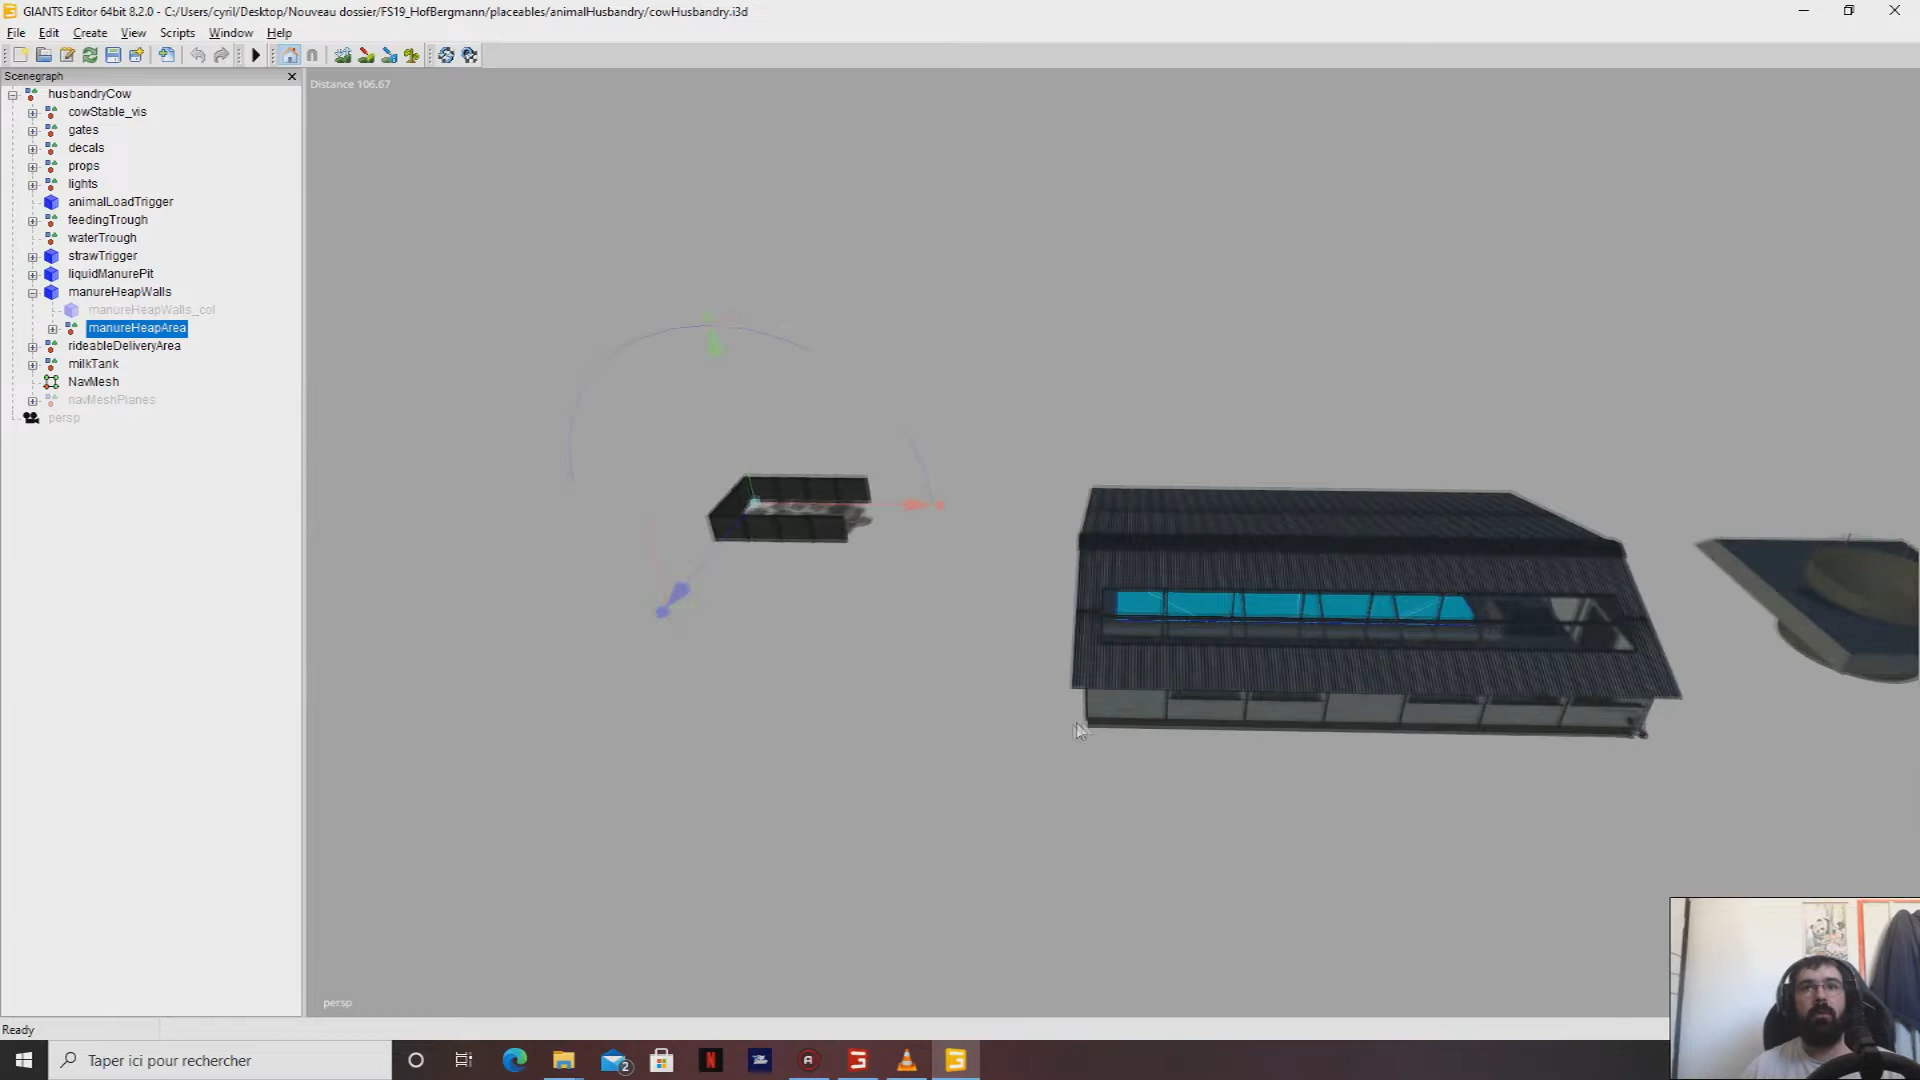 GIANTS Editor 64bit 8.2.0 - C:/Users/cyril/Desktop/Nouveau dossier/FS19_HofBergmann/placeables/animalHusbandry/cowHusbandry.i3d
File Edit Create View Scripts Window Help
Scenegraph
Distance 106.67
husbandryCow
cowStable_vis
gates
decals
props
lights
animalLoadTrigger
feedingTrough
waterTrough
strawTrigger
liquidManurePit
manureHeapWalls
manureHeapWalls_col
manureHeapArea
rideableDeliveryArea
milkTank
NavMesh
navMeshPlanes
persp
persp
Ready
Taper ici pour rechercher
2